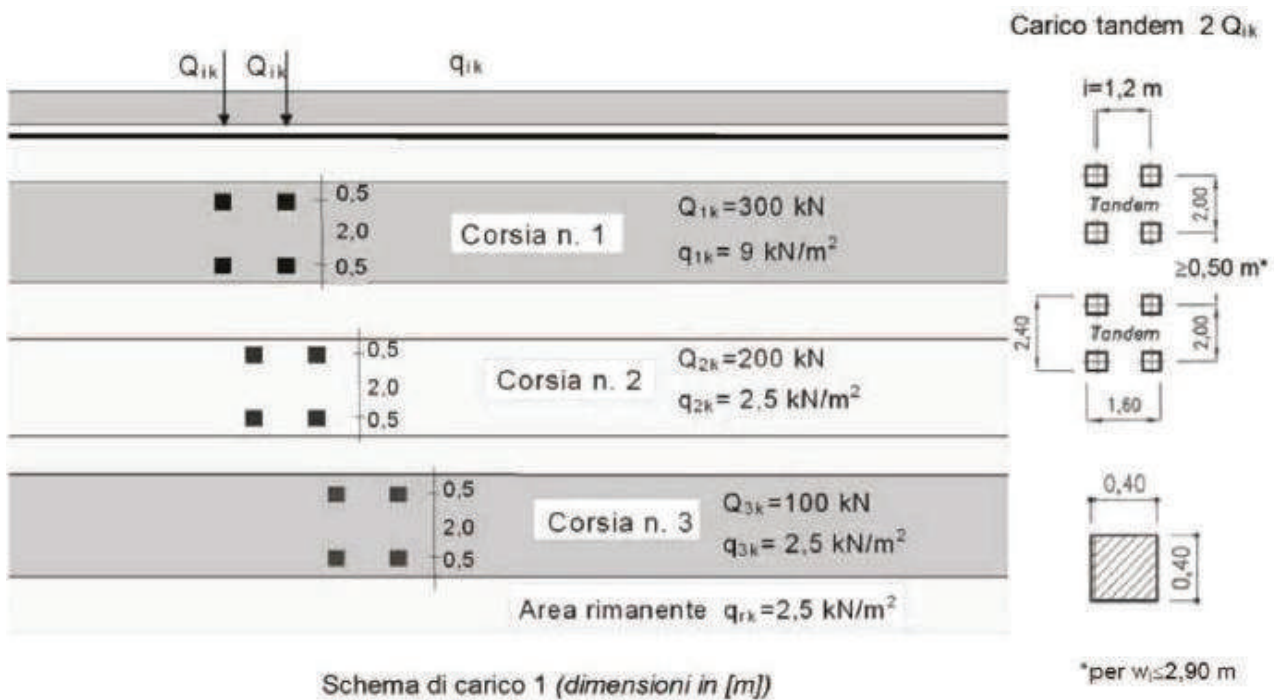 Carico tandem 2 Qik
Qik Qik qik
i=1,2 m
0,5
2,0
0,5
Corsia n. 1
Q1k=300 kN
q1k= 9 kN/m²
Tandem
2,00
≥0,50 m*
0,5
2,0
0,5
Corsia n. 2
Q2k=200 kN
q2k= 2,5 kN/m²
2,40
Tandem
2,00
1,60
0,5
2,0
0,5
Corsia n. 3
Q3k=100 kN
q3k= 2,5 kN/m²
0,40
0,40
Area rimanente qrk=2,5 kN/m²
Schema di carico 1 (dimensioni in [m])
*per wl≤2,90 m